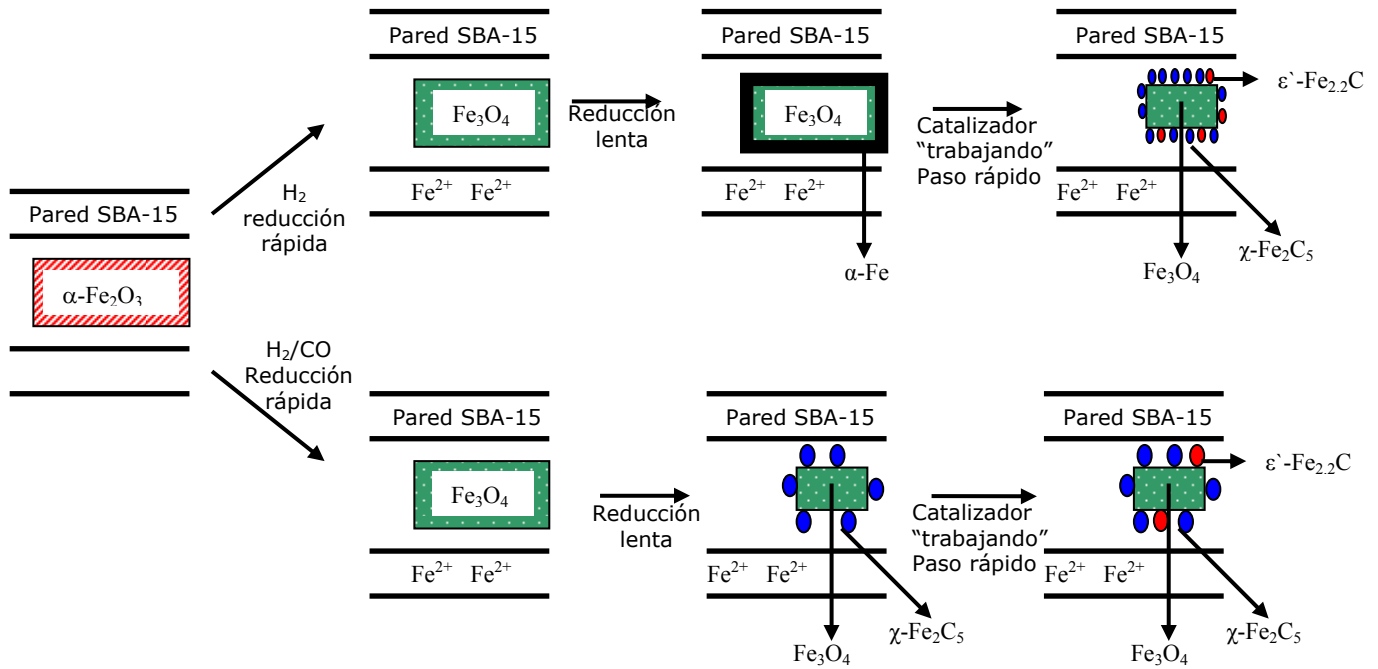 Pared SBA-15
α-Fe₂O₃
H₂
reducción
rápida
Pared SBA-15
Fe₃O₄
Fe²⁺ Fe²⁺
Reducción
lenta
Pared SBA-15
Fe₃O₄
Fe²⁺ Fe²⁺
α-Fe
Catalizador
“trabajando”
Paso rápido
Pared SBA-15
ε`-Fe₂.₂C
Fe²⁺ Fe²⁺
χ-Fe₂C₅
Fe₃O₄
H₂/CO
Reducción
rápida
Pared SBA-15
Fe₃O₄
Fe²⁺ Fe²⁺
Reducción
lenta
Pared SBA-15
Fe²⁺ Fe²⁺
χ-Fe₂C₅
Fe₃O₄
Catalizador
“trabajando”
Paso rápido
Pared SBA-15
ε`-Fe₂.₂C
Fe²⁺ Fe²⁺
χ-Fe₂C₅
Fe₃O₄